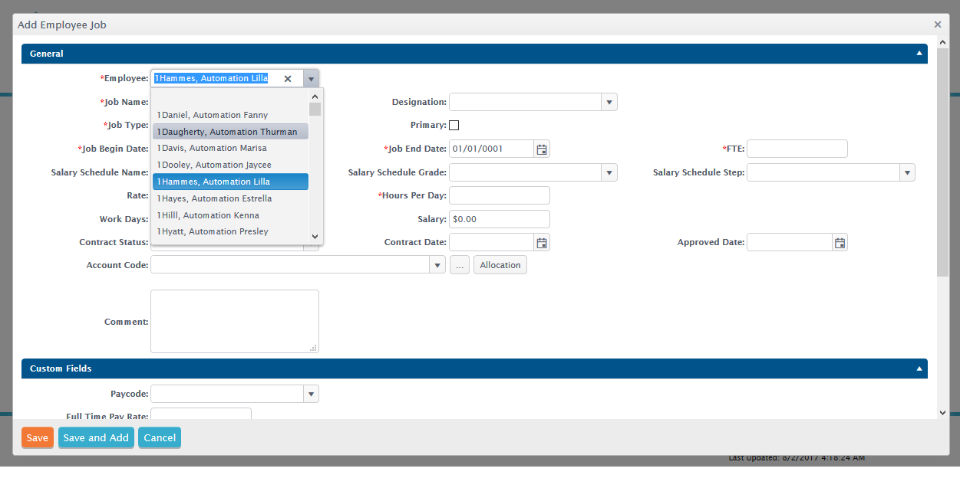 Add Employee Job
General
*Employee: 1Hammes, Automation Lilla
1Daniel, Automation Fanny
1Daugherty, Automation Thurman
1Davis, Automation Marisa
1Dooley, Automation Jaycee
1Hammes, Automation Lilla
1Hayes, Automation Estrella
1Hilll, Automation Kenna
1Hyatt, Automation Presley
*Job Name: Designation:
*Job Type: Primary:
*Job Begin Date: *Job End Date: 01/01/0001 *FTE:
Salary Schedule Name: Salary Schedule Grade: Salary Schedule Step:
Rate: *Hours Per Day:
Work Days: Salary: $0.00
Contract Status: Contract Date: Approved Date:
Account Code: ... Allocation
Comment:
Custom Fields
Paycode:
Full Time Pay Rate:
Save Save and Add Cancel
Last Updated: 8/2/2017 4:18:24 AM